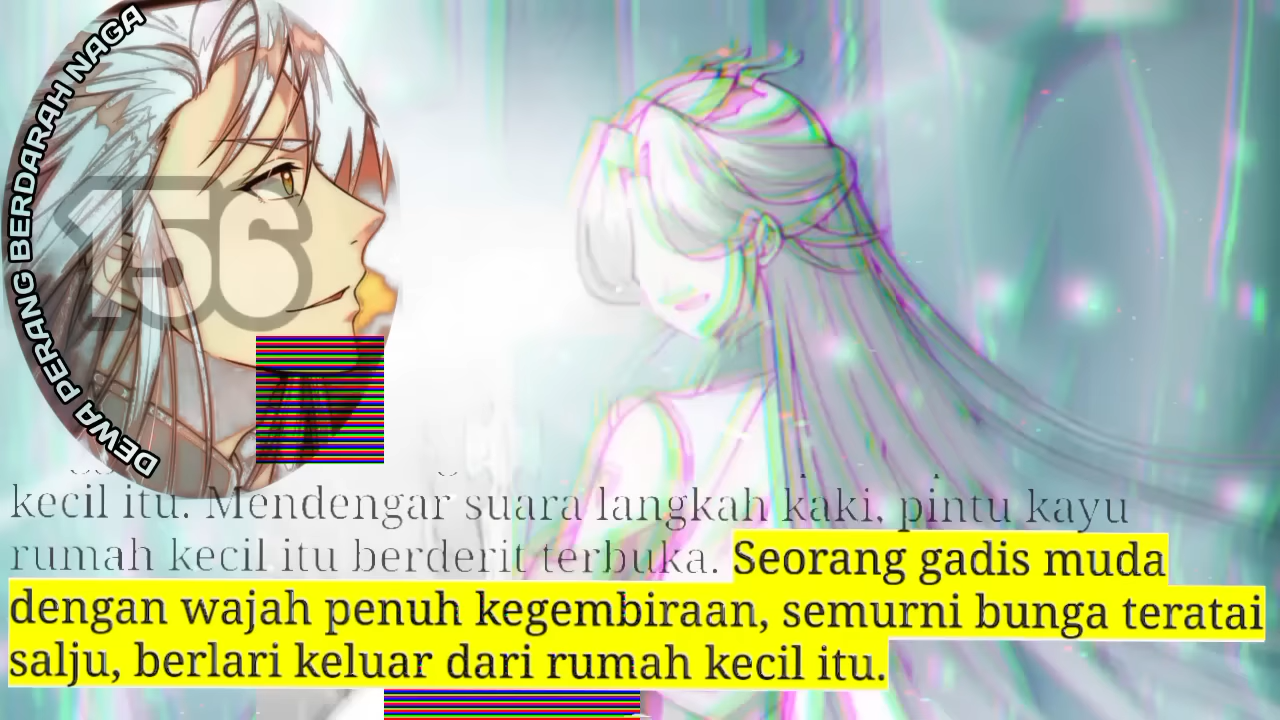 DEWA PERANG BERDARAH NAGA
156
kecil itu. Mendengar suara langkah kaki, pintu kayu
rumah kecil itu berderit terbuka. Seorang gadis muda
dengan wajah penuh kegembiraan, semurni bunga teratai
salju, berlari keluar dari rumah kecil itu.